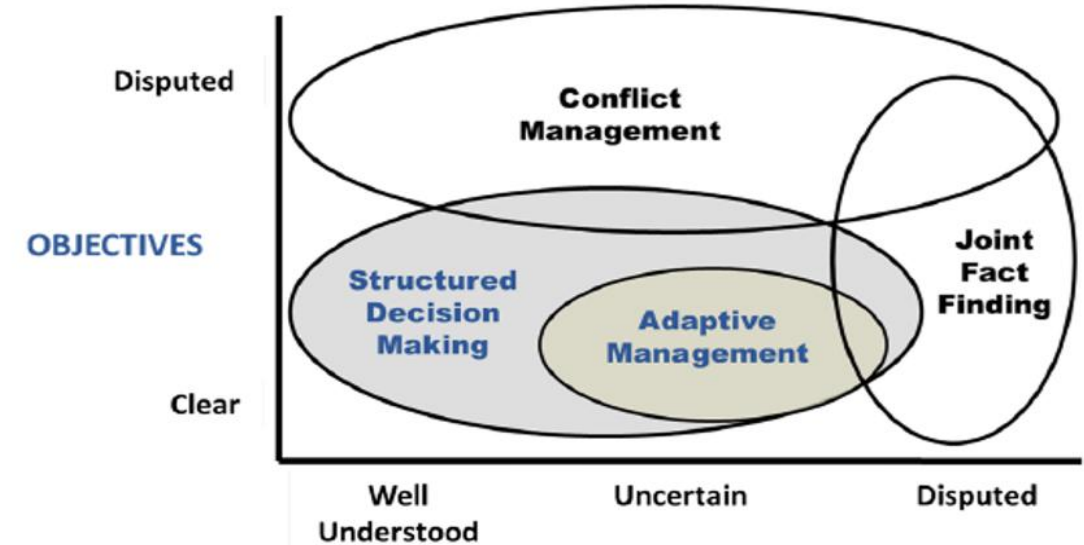 Disputed
Conflict
Management
OBJECTIVES
Joint
Fact
Finding
Structured
Decision
Making
Adaptive
Management
Clear
Well
Understood
Uncertain
Disputed